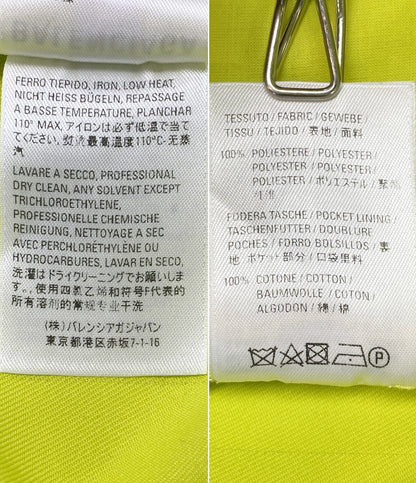 BALENCIAGA
FERRO TIEPIDO, IRON, LOW HEAT,
NICHT HEISS BÜGELN, REPASSAGE
A BASSE TEMPERATURE, PLANCHAR
110° MAX, アイロンは必ず低温で当て
てください。熨烫最高温度110°C-无蒸
汽
LAVARE A SECCO, PROFESSIONAL
DRY CLEAN, ANY SOLVENT EXCEPT
TRICHLOROETHYLENE,
PROFESSIONELLE CHEMISCHE
REINIGUNG, NETTOYAGE A SEC
AVEC PERCHLORÉTHYLÈNE OU
HYDROCARBURES, LAVAR EN SECO,
洗濯はドライクリーニングでお願いしま
す。使用四氯乙烯和符号F代表的
所有溶剂的常规专业干洗
(株)バレンシアガジャパン
東京都港区赤坂7-1-16
TESSUTO / FABRIC / GEWEBE
TISSU / TEJIDO / 表地 / 面料
100% POLIESTERE / POLYESTER /
POLYESTER / POLYESTER /
POLIESTER / ポリエステル / 聚酯
FODERA TASCHE / POCKET LINING /
TASCHENFUTTER / DOUBLURE
POCHES / FORRO BOLSILLOS / 裏
地 ポケット部分 / 口袋里料
100% COTONE / COTTON /
BAUMWOLLE / COTON /
ALGODON / 綿 / 棉
P